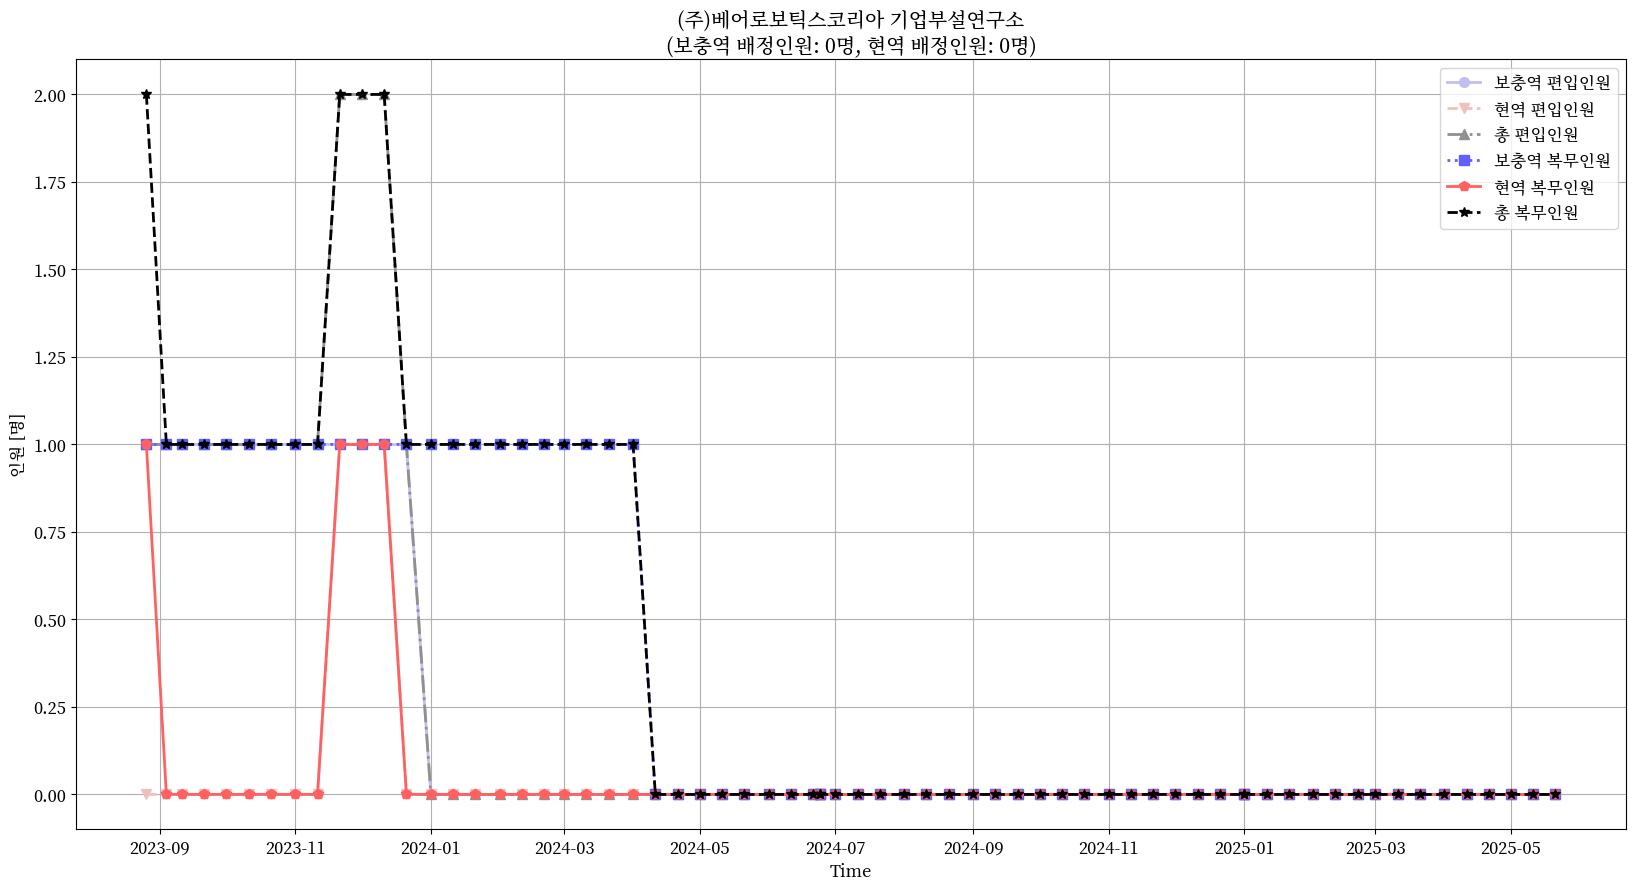 (주)베어로보틱스코리아 기업부설연구소
(보충역 배정인원: 0명, 현역 배정인원: 0명)
보충역 편입인원
현역 편입인원
총 편입인원
보충역 복무인원
현역 복무인원
총 복무인원
인원 [명]
2.00
1.75
1.50
1.25
1.00
0.75
0.50
0.25
0.00
2023-09
2023-11
2024-01
2024-03
2024-05
2024-07
2024-09
2024-11
2025-01
2025-03
2025-05
Time